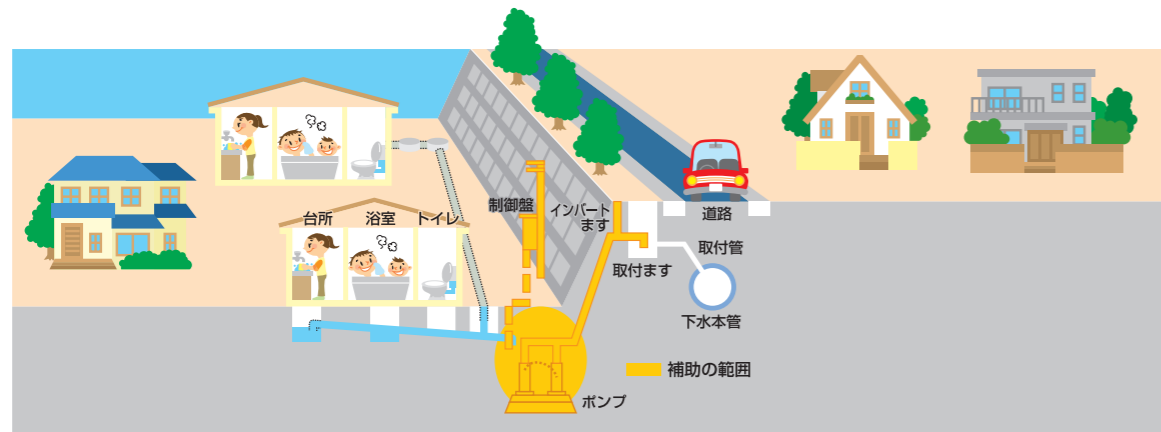 台所
浴室
トイレ
制御盤
インバート
ます
道路
取付ます
取付管
下水本管
補助の範囲
ポンプ